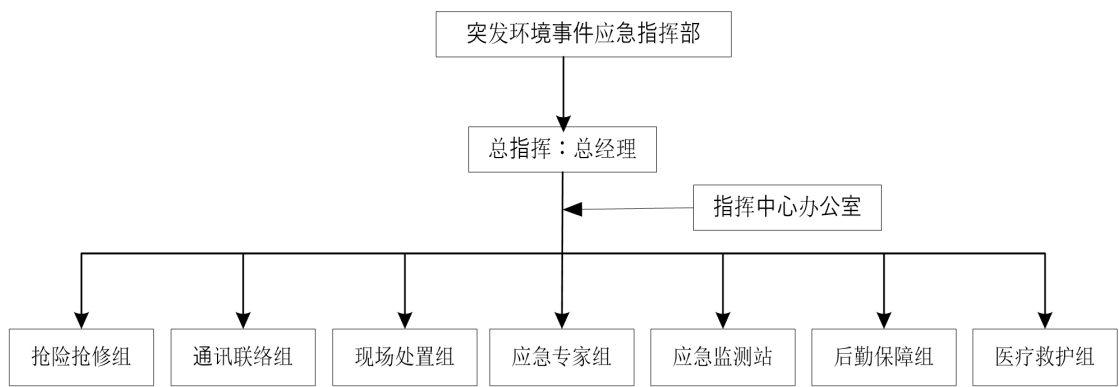 突发环境事件应急指挥部
总指挥：总经理
指挥中心办公室
抢险抢修组
通讯联络组
现场处置组
应急专家组
应急监测站
后勤保障组
医疗救护组